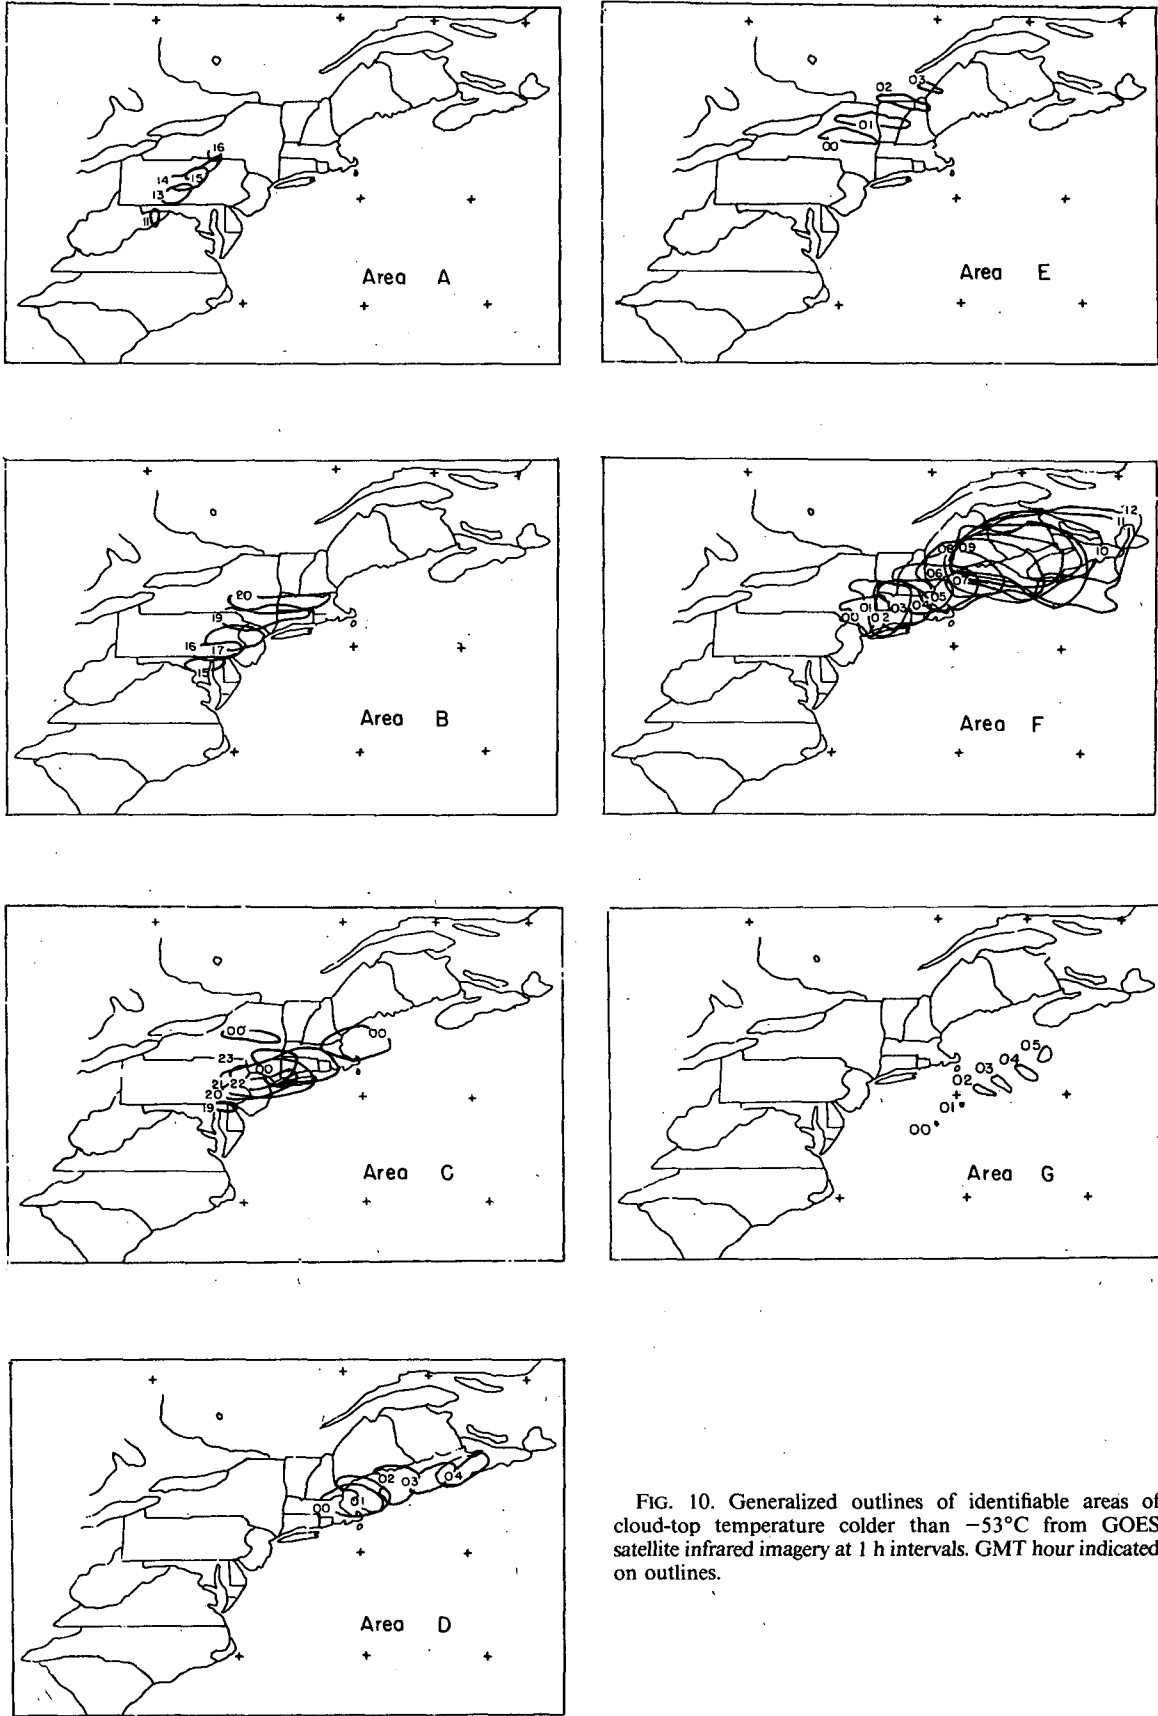 16
14 15
13
11
Area A
02 03
01
00
Area E
20
19
16 17
15
Area B
12
11
08 09 10
06 07
05
00 01 02 03 04
Area F
00 00
23 00
21 22
20
19
Area C
05
04
03
02
01
00
Area G
02 03 04
00 01
Area D
FIG. 10. Generalized outlines of identifiable areas of
cloud-top temperature colder than −53°C from GOES
satellite infrared imagery at 1 h intervals. GMT hour indicated
on outlines.